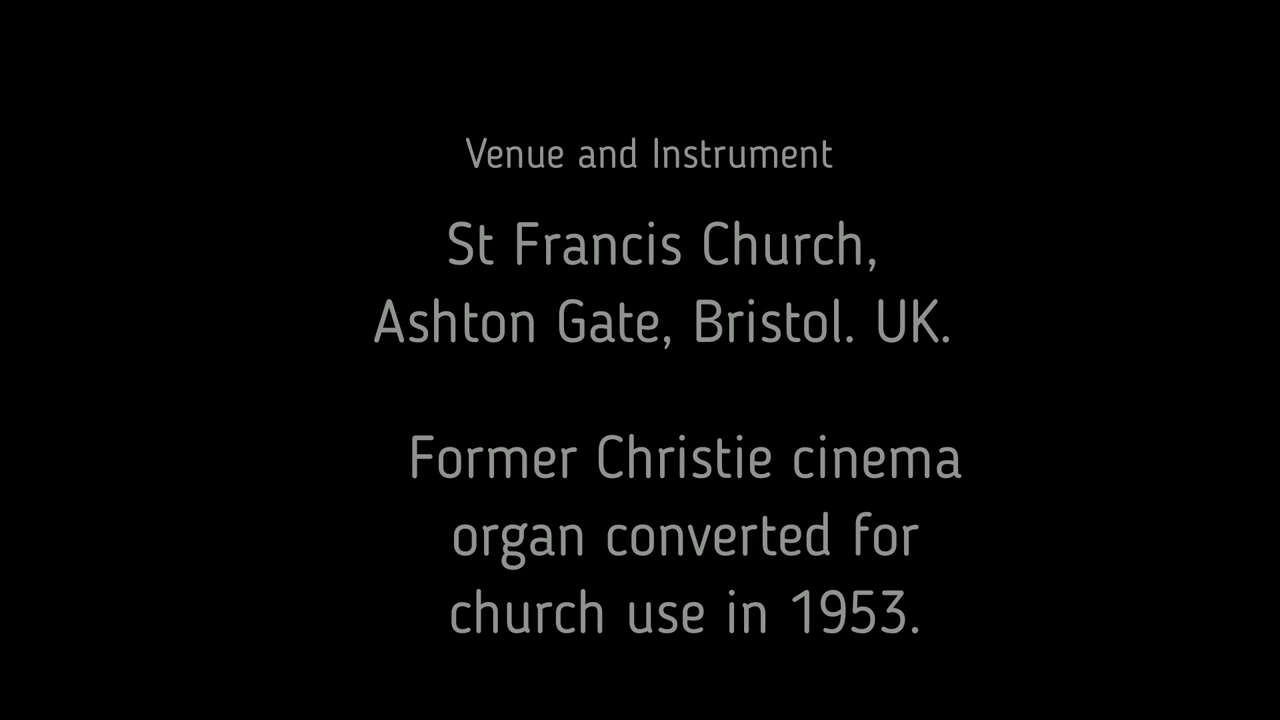 Venue and Instrument
St Francis Church,
Ashton Gate, Bristol. UK.
Former Christie cinema
organ converted for
church use in 1953.